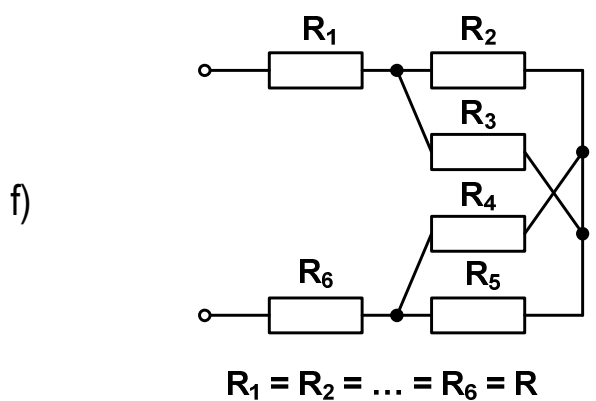 R₁
R₂
R₃
f)
R₄
R₆
R₅
R₁ = R₂ = ... = R₆ = R